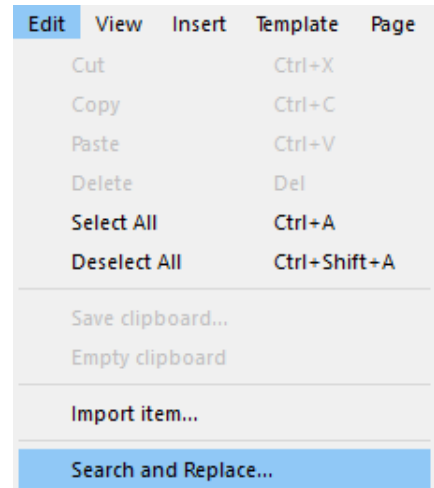 Edit View Insert Template Page
Cut Ctrl+X
Copy Ctrl+C
Paste Ctrl+V
Delete Del
Select All Ctrl+A
Deselect All Ctrl+Shift+A
Save clipboard...
Empty clipboard
Import item...
Search and Replace...